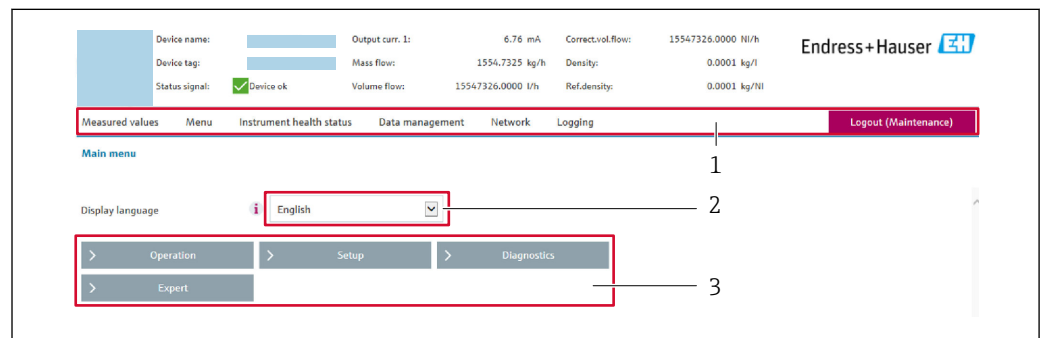 Device name: Output curr. 1: 6.76 mA Correct.vol.flow: 15547326.0000 Nl/h
Endress+Hauser EH
Device tag: Mass flow: 1554.7325 kg/h Density: 0.0001 kg/l
Status signal: Device ok Volume flow: 15547326.0000 l/h Ref.density: 0.0001 kg/Nl
Measured values Menu Instrument health status Data management Network Logging Logout (Maintenance)
1
Main menu
Display language i English 2
> Operation > Setup > Diagnostics
> Expert 3